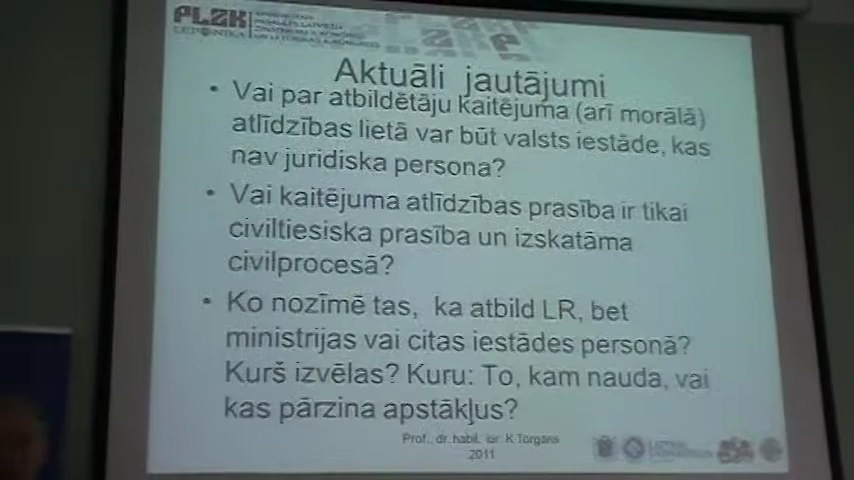 PLZK
Aktuāli jautājumi
• Vai par atbildētāju kaitējuma (arī morālā)
atlīdzības lietā var būt valsts iestāde, kas
nav juridiska persona?
• Vai kaitējuma atlīdzības prasība ir tikai
civiltiesiska prasība un izskatāma
civilprocesā?
• Ko nozīmē tas, ka atbild LR, bet
ministrijas vai citas iestādes personā?
Kurš izvēlas? Kuru: To, kam nauda, vai
kas pārzina apstākļus?
Prof., dr. habil. iur. K.Torgāns
2011